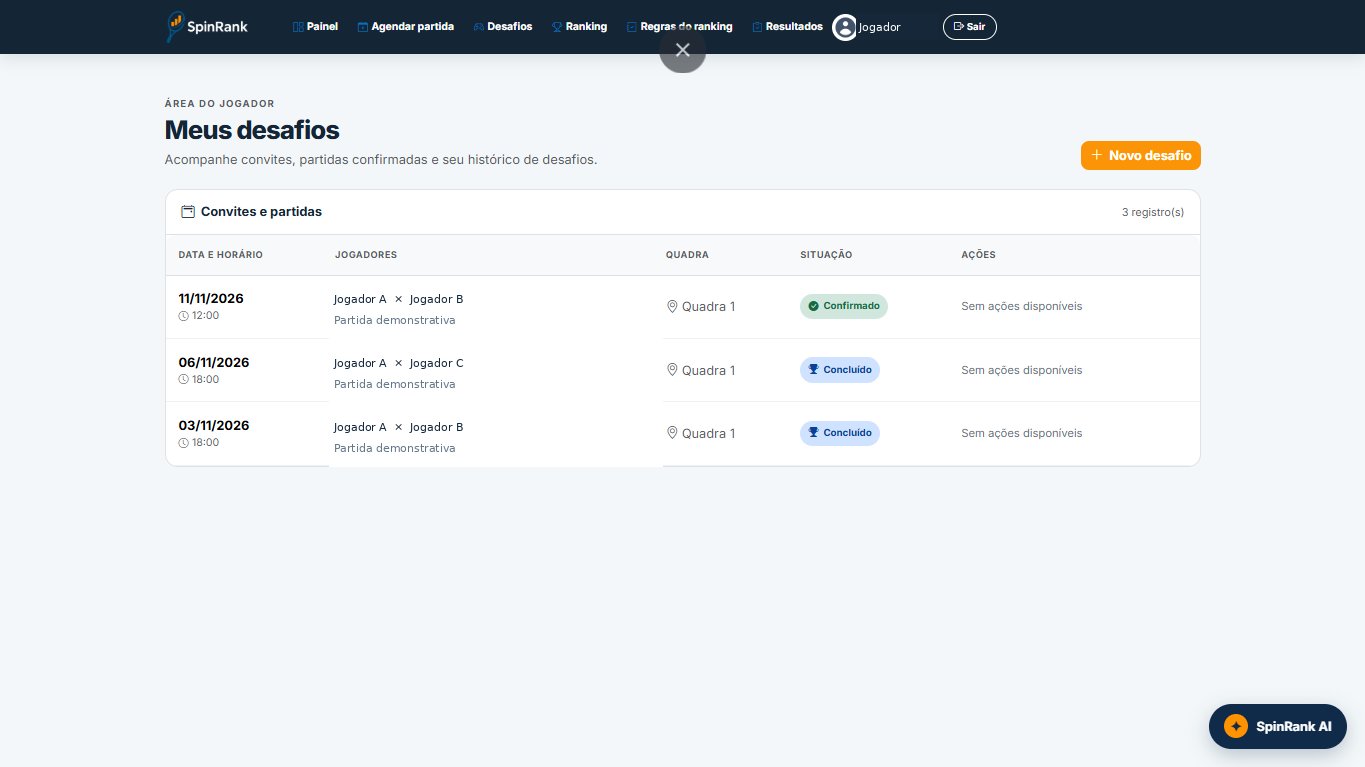 SpinRank
Painel Agendar partida Desafios Ranking Regras do ranking Resultados Jogador Sair
ÁREA DO JOGADOR
Meus desafios
Acompanhe convites, partidas confirmadas e seu histórico de desafios.
+ Novo desafio
Convites e partidas 3 registro(s)
DATA E HORÁRIO JOGADORES QUADRA SITUAÇÃO AÇÕES
11/11/2026 Jogador A × Jogador B Quadra 1 Confirmado Sem ações disponíveis
12:00 Partida demonstrativa
06/11/2026 Jogador A × Jogador C Quadra 1 Concluído Sem ações disponíveis
18:00 Partida demonstrativa
03/11/2026 Jogador A × Jogador B Quadra 1 Concluído Sem ações disponíveis
18:00 Partida demonstrativa
SpinRank AI